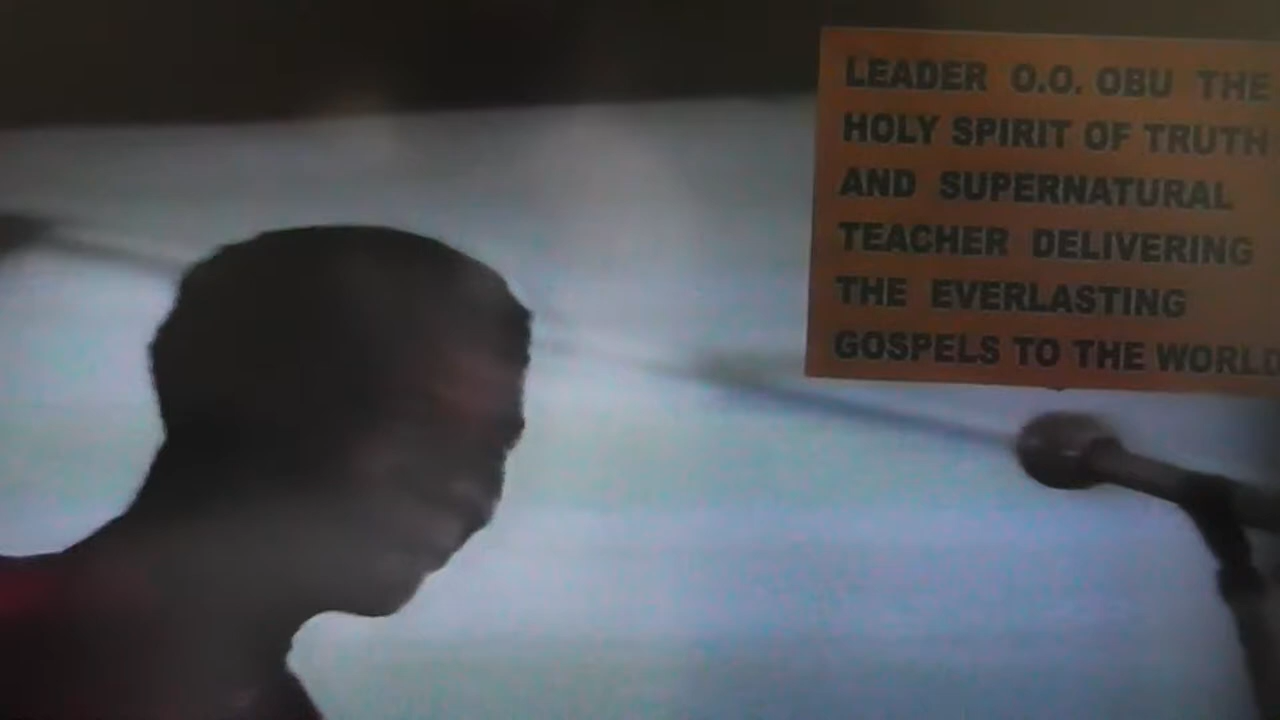 LEADER O.O. OBU THE
HOLY SPIRIT OF TRUTH
AND SUPERNATURAL
TEACHER DELIVERING
THE EVERLASTING
GOSPELS TO THE WORLD